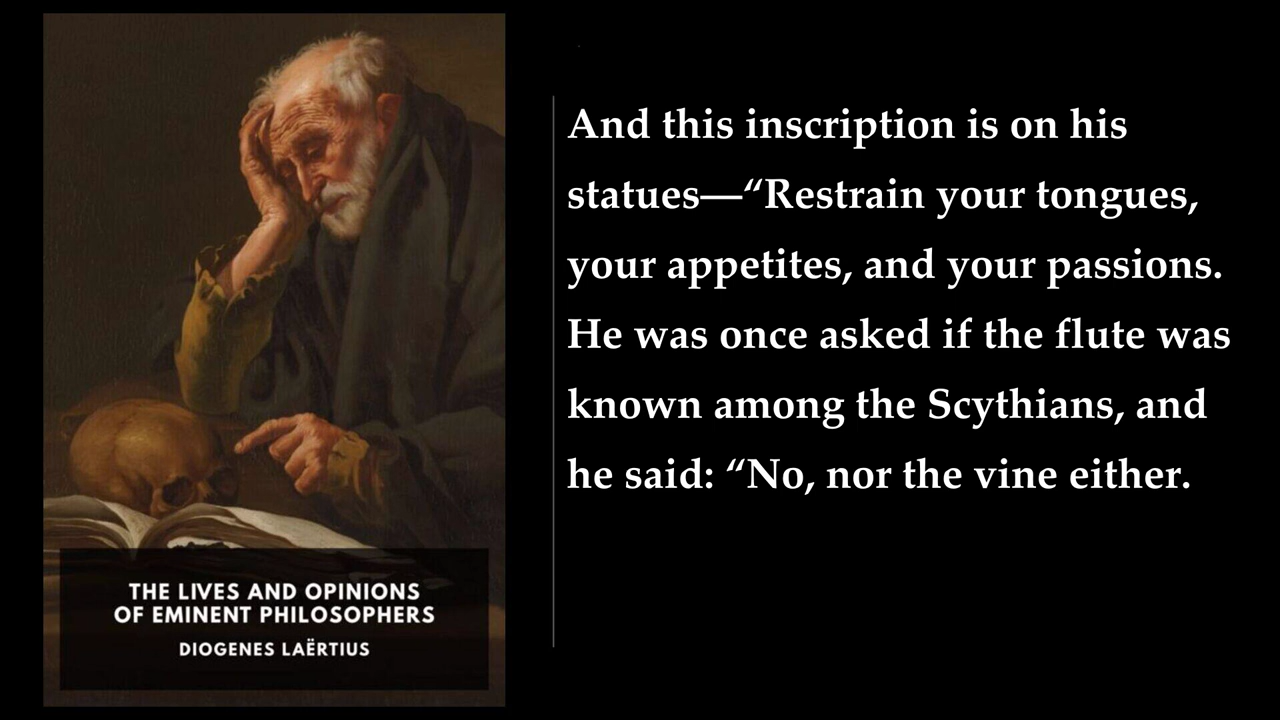 And this inscription is on his
statues—“Restrain your tongues,
your appetites, and your passions.
He was once asked if the flute was
known among the Scythians, and
he said: “No, nor the vine either.
THE LIVES AND OPINIONS
OF EMINENT PHILOSOPHERS
DIOGENES LAËRTIUS